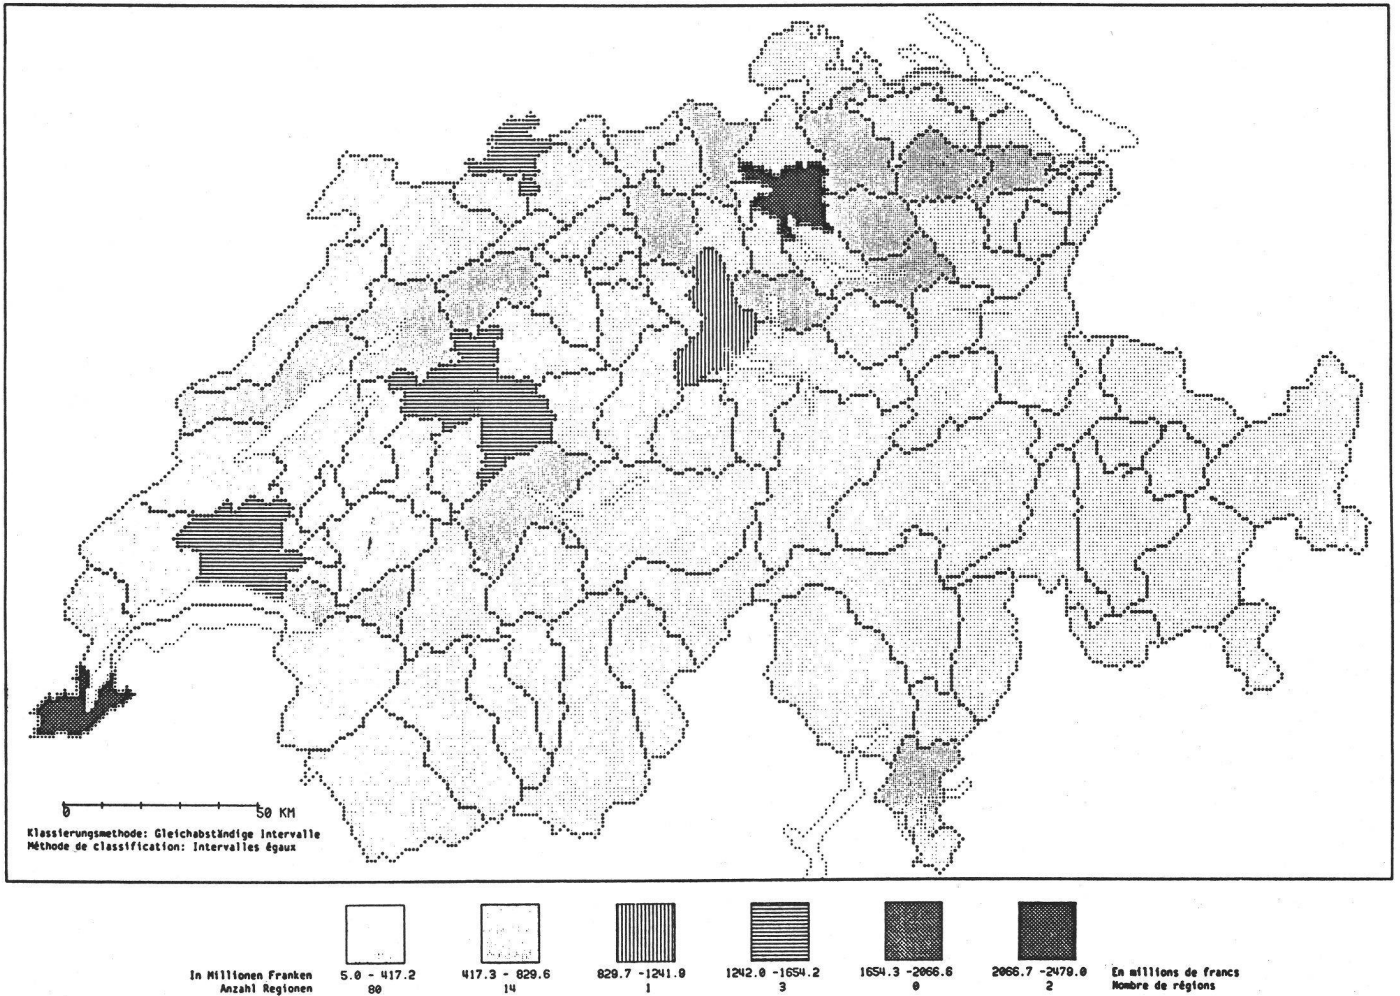 0 50 KM
Klassierungsmethode: Gleichabständige Intervalle
Méthode de classification: Intervalles égaux
In Millionen Franken 5.0 - 417.2 417.3 - 829.6 829.7 -1241.9 1242.0 -1654.2 1654.3 -2066.6 2066.7 -2479.0 En millions de francs
Anzahl Regionen 80 14 1 3 0 2 Nombre de régions